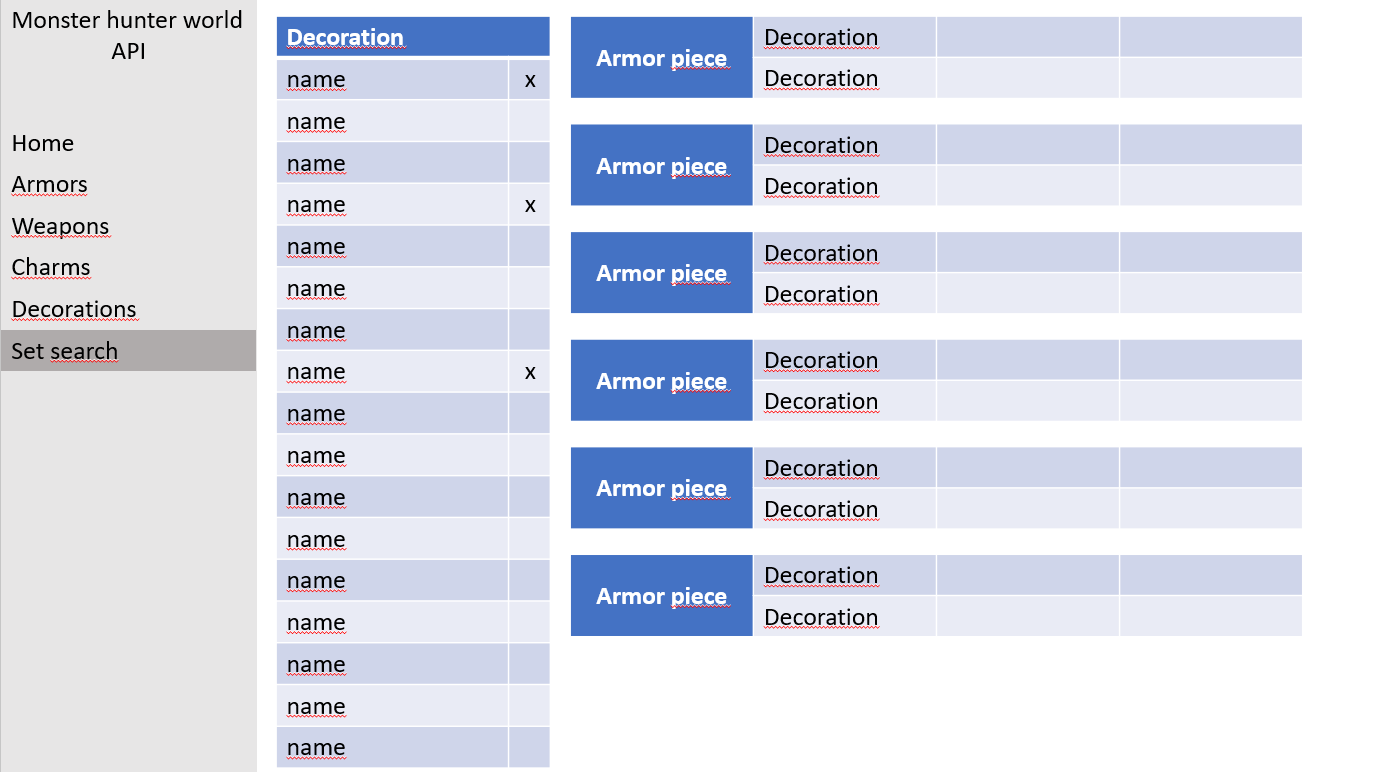 Monster hunter world
API
Home
Armors
Weapons
Charms
Decorations
Set search
Decoration
name x
name
name
name x
name
name
name
name x
name
name
name
name
name
name
name
name
name
Armor piece
Decoration
Decoration
Armor piece
Decoration
Decoration
Armor piece
Decoration
Decoration
Armor piece
Decoration
Decoration
Armor piece
Decoration
Decoration
Armor piece
Decoration
Decoration